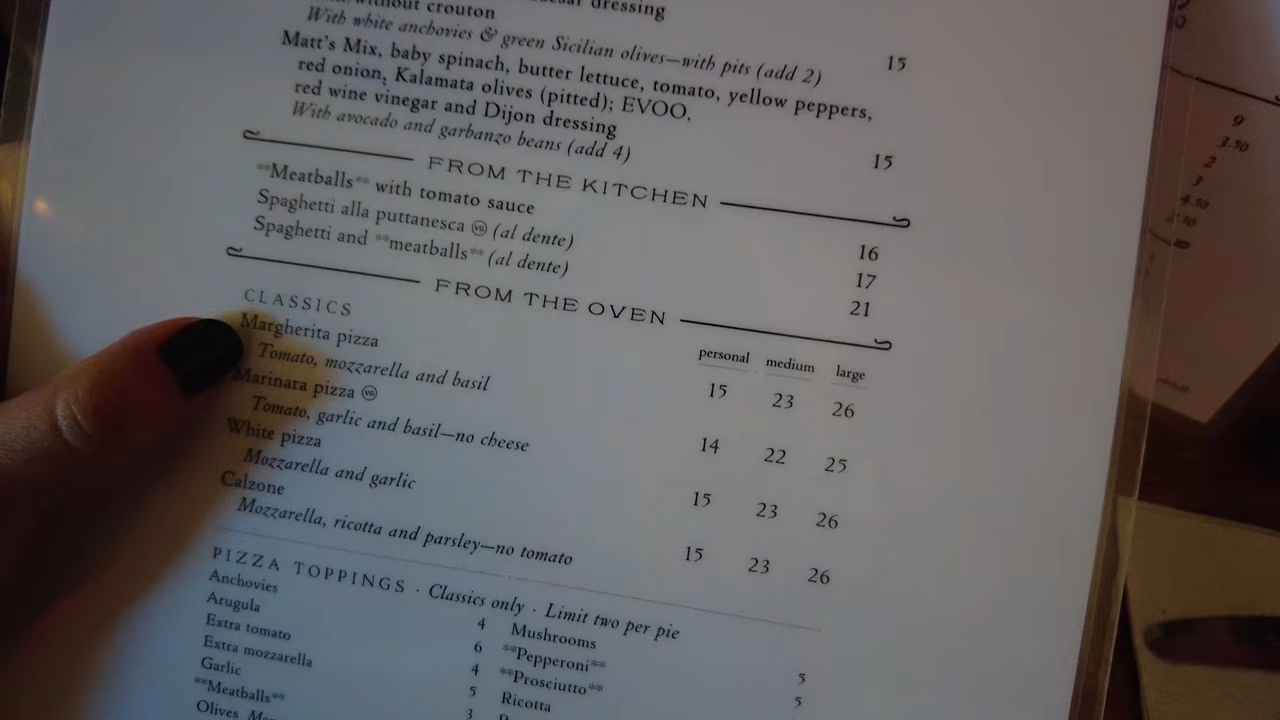 without crouton
dressing
With white anchovies & green Sicilian olives—with pits (add 2) 15
Matt's Mix, baby spinach, butter lettuce, tomato, yellow peppers,
red onion, Kalamata olives (pitted); EVOO,
red wine vinegar and Dijon dressing
With avocado and garbanzo beans (add 4) 15
FROM THE KITCHEN
**Meatballs** with tomato sauce 16
Spaghetti alla puttanesca VG (al dente) 17
Spaghetti and **meatballs** (al dente) 21
FROM THE OVEN
CLASSICS personal medium large
Margherita pizza 15 23 26
Tomato, mozzarella and basil
Marinara pizza VG 14 22 25
Tomato, garlic and basil—no cheese
White pizza 15 23 26
Mozzarella and garlic
Calzone 15 23 26
Mozzarella, ricotta and parsley—no tomato
PIZZA TOPPINGS · Classics only · Limit two per pie
Anchovies 4 Mushrooms 5
Arugula 6 **Pepperoni** 5
Extra tomato 4 **Prosciutto**
Extra mozzarella 5 Ricotta
Garlic 3
**Meatballs**
Olives
9
3.50
2
3
4.50